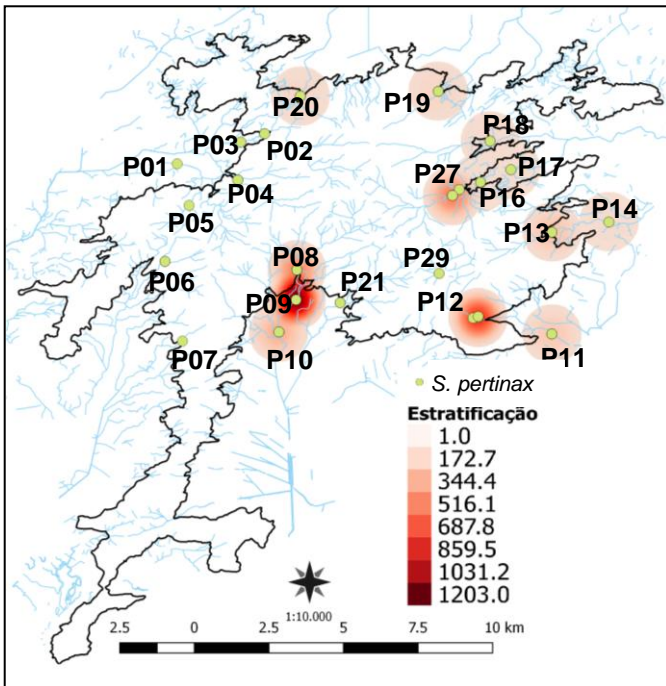 P19
P20
P18
P03
P02
P01
P27
P17
P04
P16
P05
P14
P13
P08
P29
P06
P09
P21
P12
P07
P10
P11
S. pertinax
Estratificação
1.0
172.7
344.4
516.1
687.8
859.5
1031.2
1203.0
1:10.000
2.5 0 2.5 5 7.5 10 km